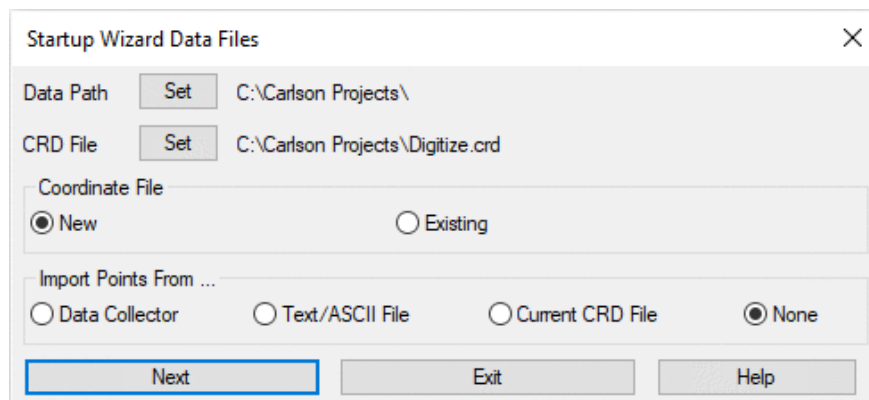 Startup Wizard Data Files
Data Path Set C:\Carlson Projects\
CRD File Set C:\Carlson Projects\Digitize.crd
Coordinate File
New Existing
Import Points From ...
Data Collector Text/ASCII File Current CRD File None
Next Exit Help